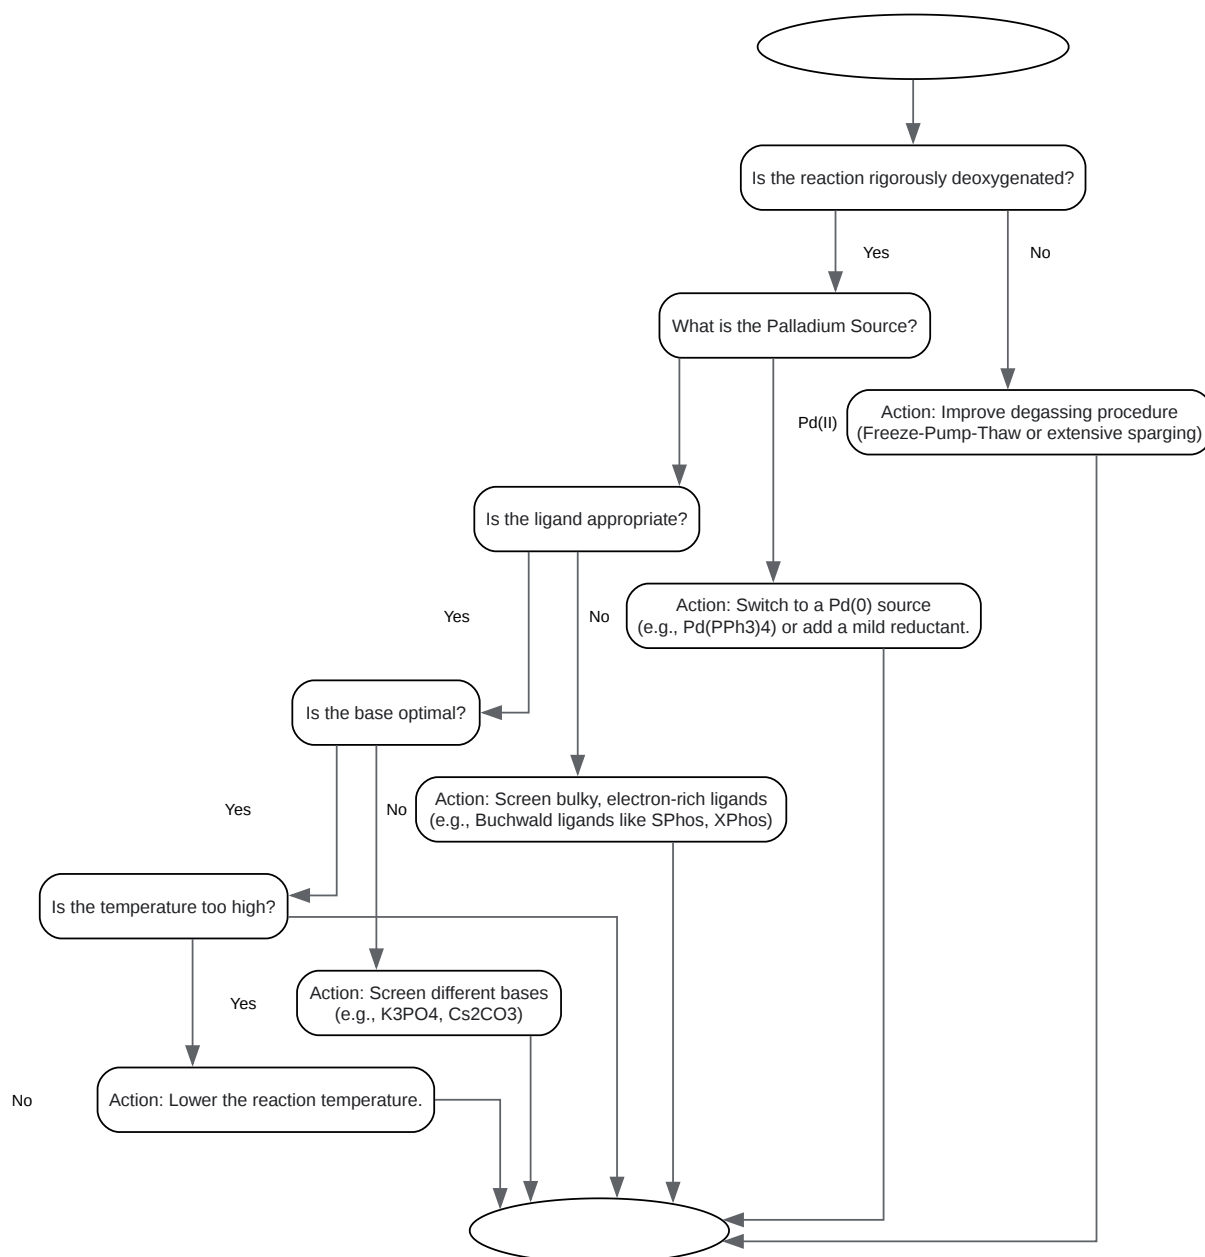 Is the reaction rigorously deoxygenated?
Yes
No
What is the Palladium Source?
Pd(II)
Action: Improve degassing procedure
(Freeze-Pump-Thaw or extensive sparging)
Is the ligand appropriate?
Yes
No
Action: Switch to a Pd(0) source
(e.g., Pd(PPh3)4) or add a mild reductant.
Is the base optimal?
Yes
No
Action: Screen bulky, electron-rich ligands
(e.g., Buchwald ligands like SPhos, XPhos)
Is the temperature too high?
Yes
Action: Screen different bases
(e.g., K3PO4, Cs2CO3)
No
Action: Lower the reaction temperature.